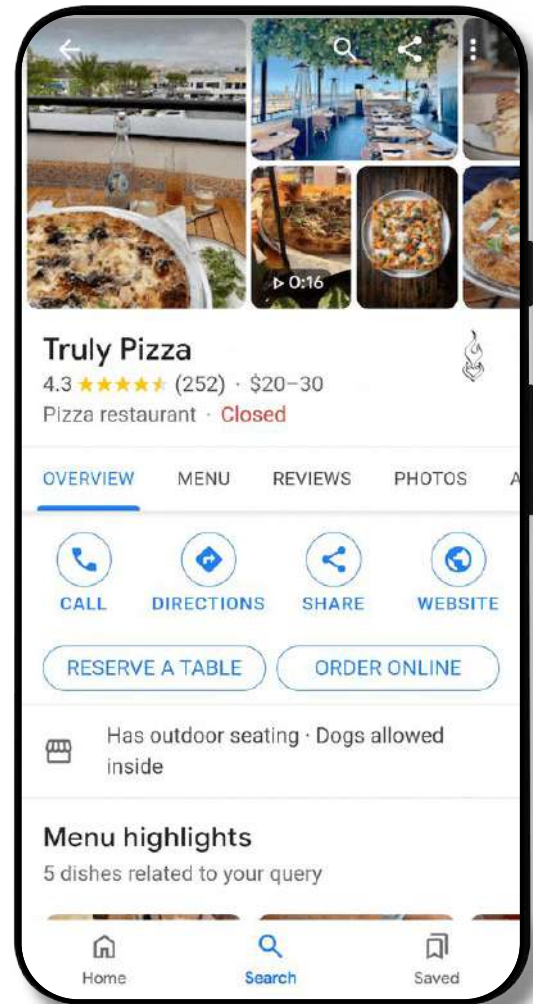 0:16
Truly Pizza
4.3 ★★★★★ (252) · $20–30
Pizza restaurant · Closed
OVERVIEW MENU REVIEWS PHOTOS A
CALL DIRECTIONS SHARE WEBSITE
RESERVE A TABLE ORDER ONLINE
Has outdoor seating · Dogs allowed
inside
Menu highlights
5 dishes related to your query
Home Search Saved